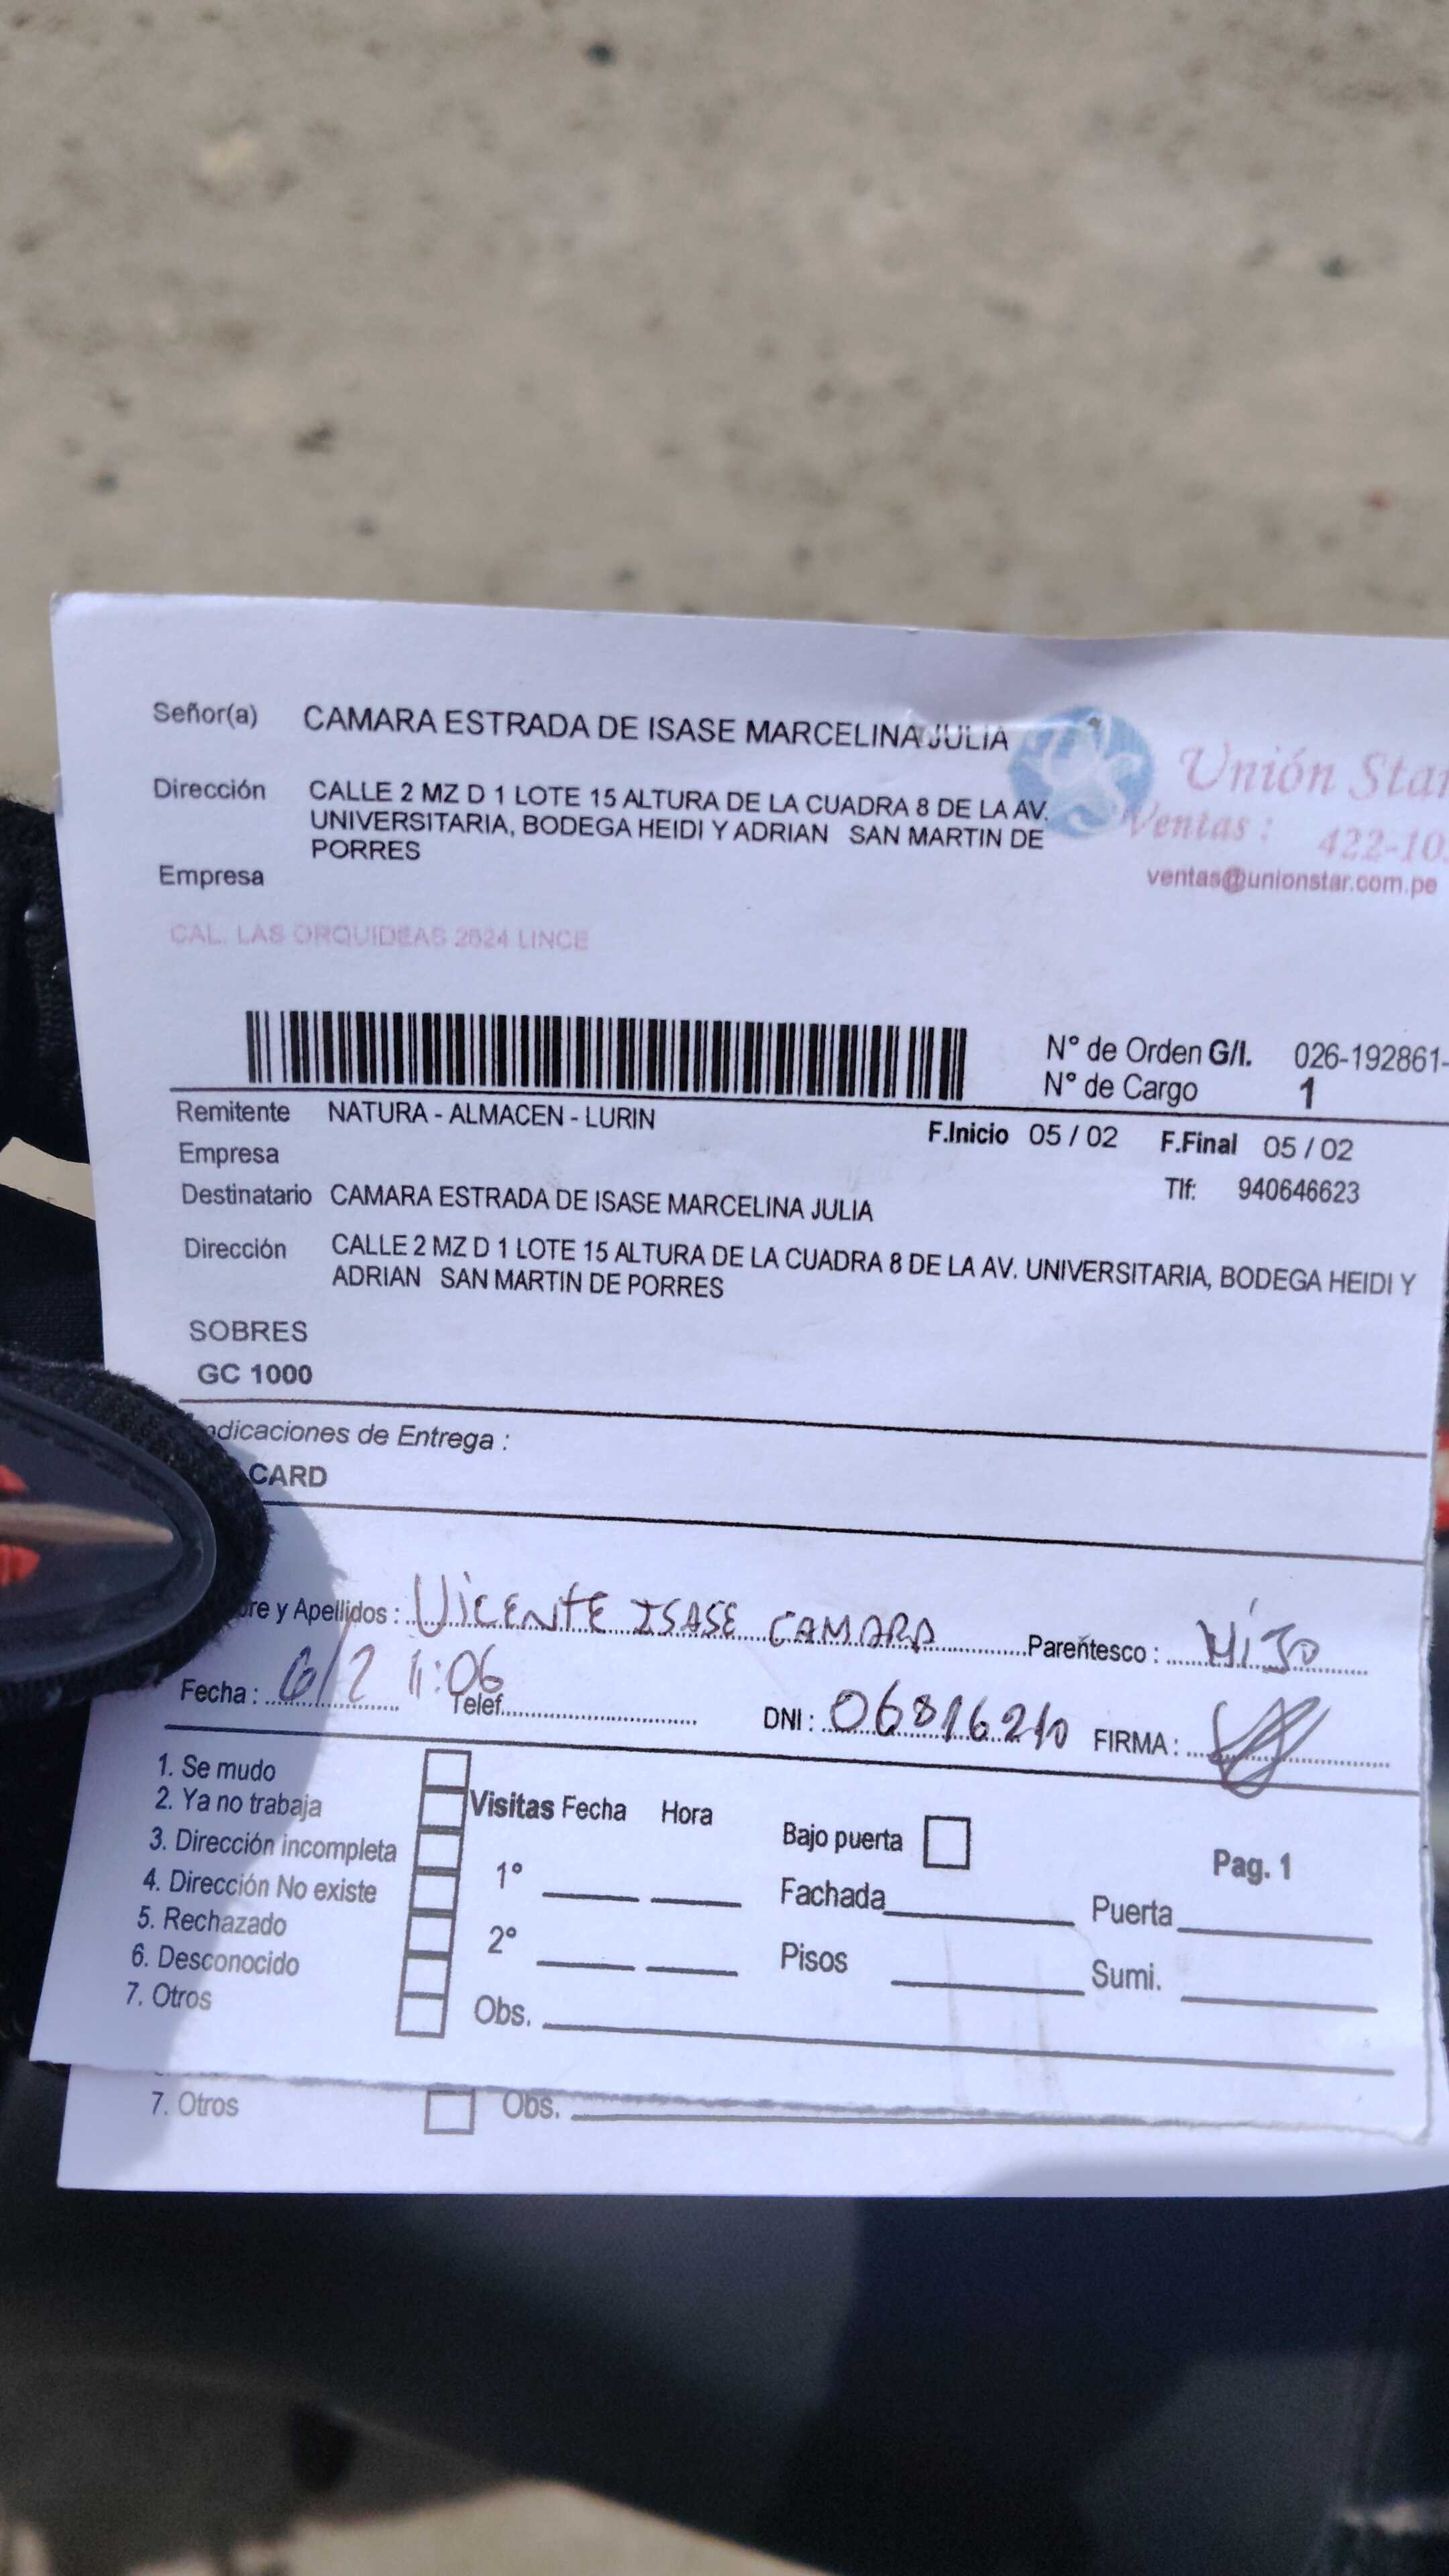 Señor(a) CAMARA ESTRADA DE ISASE MARCELINA JULIA
Unión Star
Dirección CALLE 2 MZ D 1 LOTE 15 ALTURA DE LA CUADRA 8 DE LA AV.
UNIVERSITARIA, BODEGA HEIDI Y ADRIAN SAN MARTIN DE
PORRES
Ventas : 422-10
Empresa
ventas@unionstar.com.pe
CAL. LAS ORQUIDEAS 2624 LINCE
N° de Orden G/I. 026-192861-
N° de Cargo 1
Remitente NATURA - ALMACEN - LURIN
F.Inicio 05 / 02 F.Final 05 / 02
Empresa
Tlf: 940646623
Destinatario CAMARA ESTRADA DE ISASE MARCELINA JULIA
Dirección CALLE 2 MZ D 1 LOTE 15 ALTURA DE LA CUADRA 8 DE LA AV. UNIVERSITARIA, BODEGA HEIDI Y
ADRIAN SAN MARTIN DE PORRES
SOBRES
GC 1000
ndicaciones de Entrega :
CARD
re y Apellidos : VICENTE ISASE CAMARA Parentesco : HIJO
Fecha : 6/2 11:06 Telef. DNI : 06816210 FIRMA :
1. Se mudo
2. Ya no trabaja
3. Dirección incompleta
4. Dirección No existe
5. Rechazado
6. Desconocido
7. Otros
Visitas Fecha Hora
1°
2°
Obs.
Bajo puerta
Pag. 1
Fachada Puerta
Pisos Sumi.
7. Otros Obs.